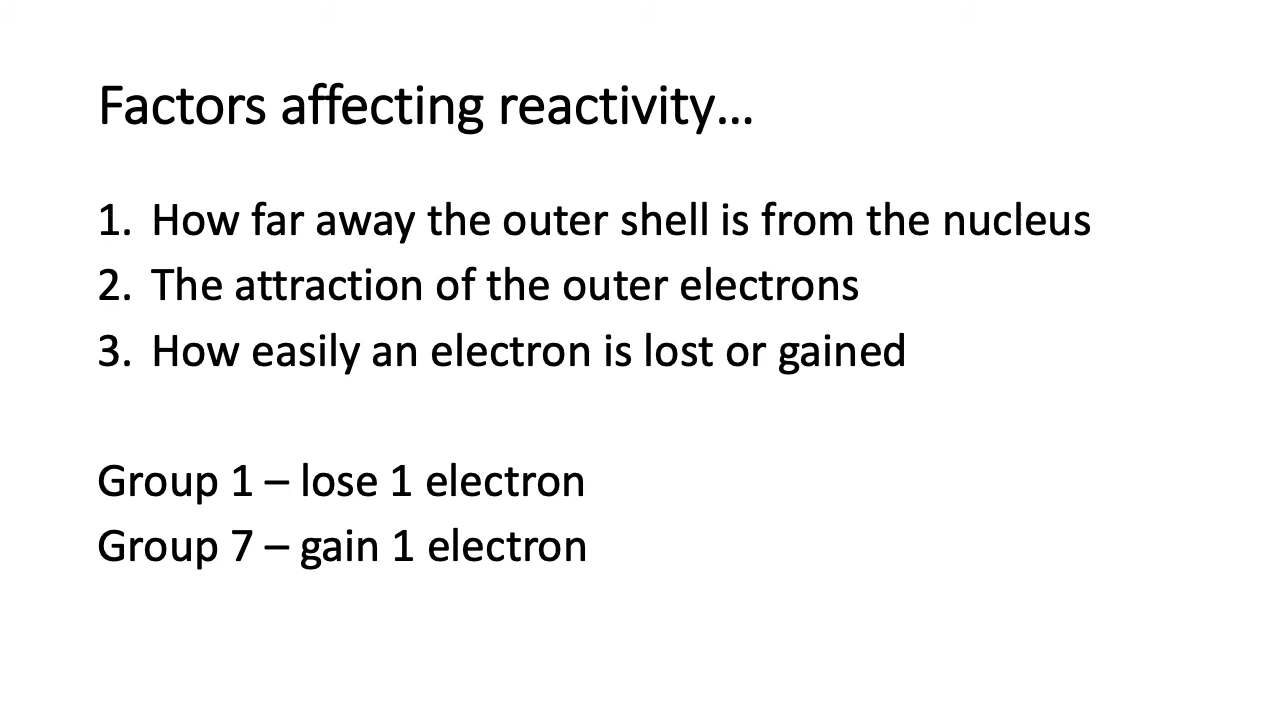 Factors affecting reactivity...
1. How far away the outer shell is from the nucleus
2. The attraction of the outer electrons
3. How easily an electron is lost or gained
Group 1 – lose 1 electron
Group 7 – gain 1 electron